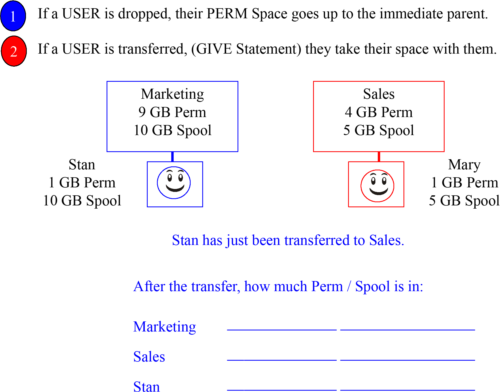 1 If a USER is dropped, their PERM Space goes up to the immediate parent.
2 If a USER is transferred, (GIVE Statement) they take their space with them.
Marketing
9 GB Perm
10 GB Spool
Sales
4 GB Perm
5 GB Spool
Stan
1 GB Perm
10 GB Spool
Mary
1 GB Perm
5 GB Spool
Stan has just been transferred to Sales.
After the transfer, how much Perm / Spool is in:
Marketing
Sales
Stan